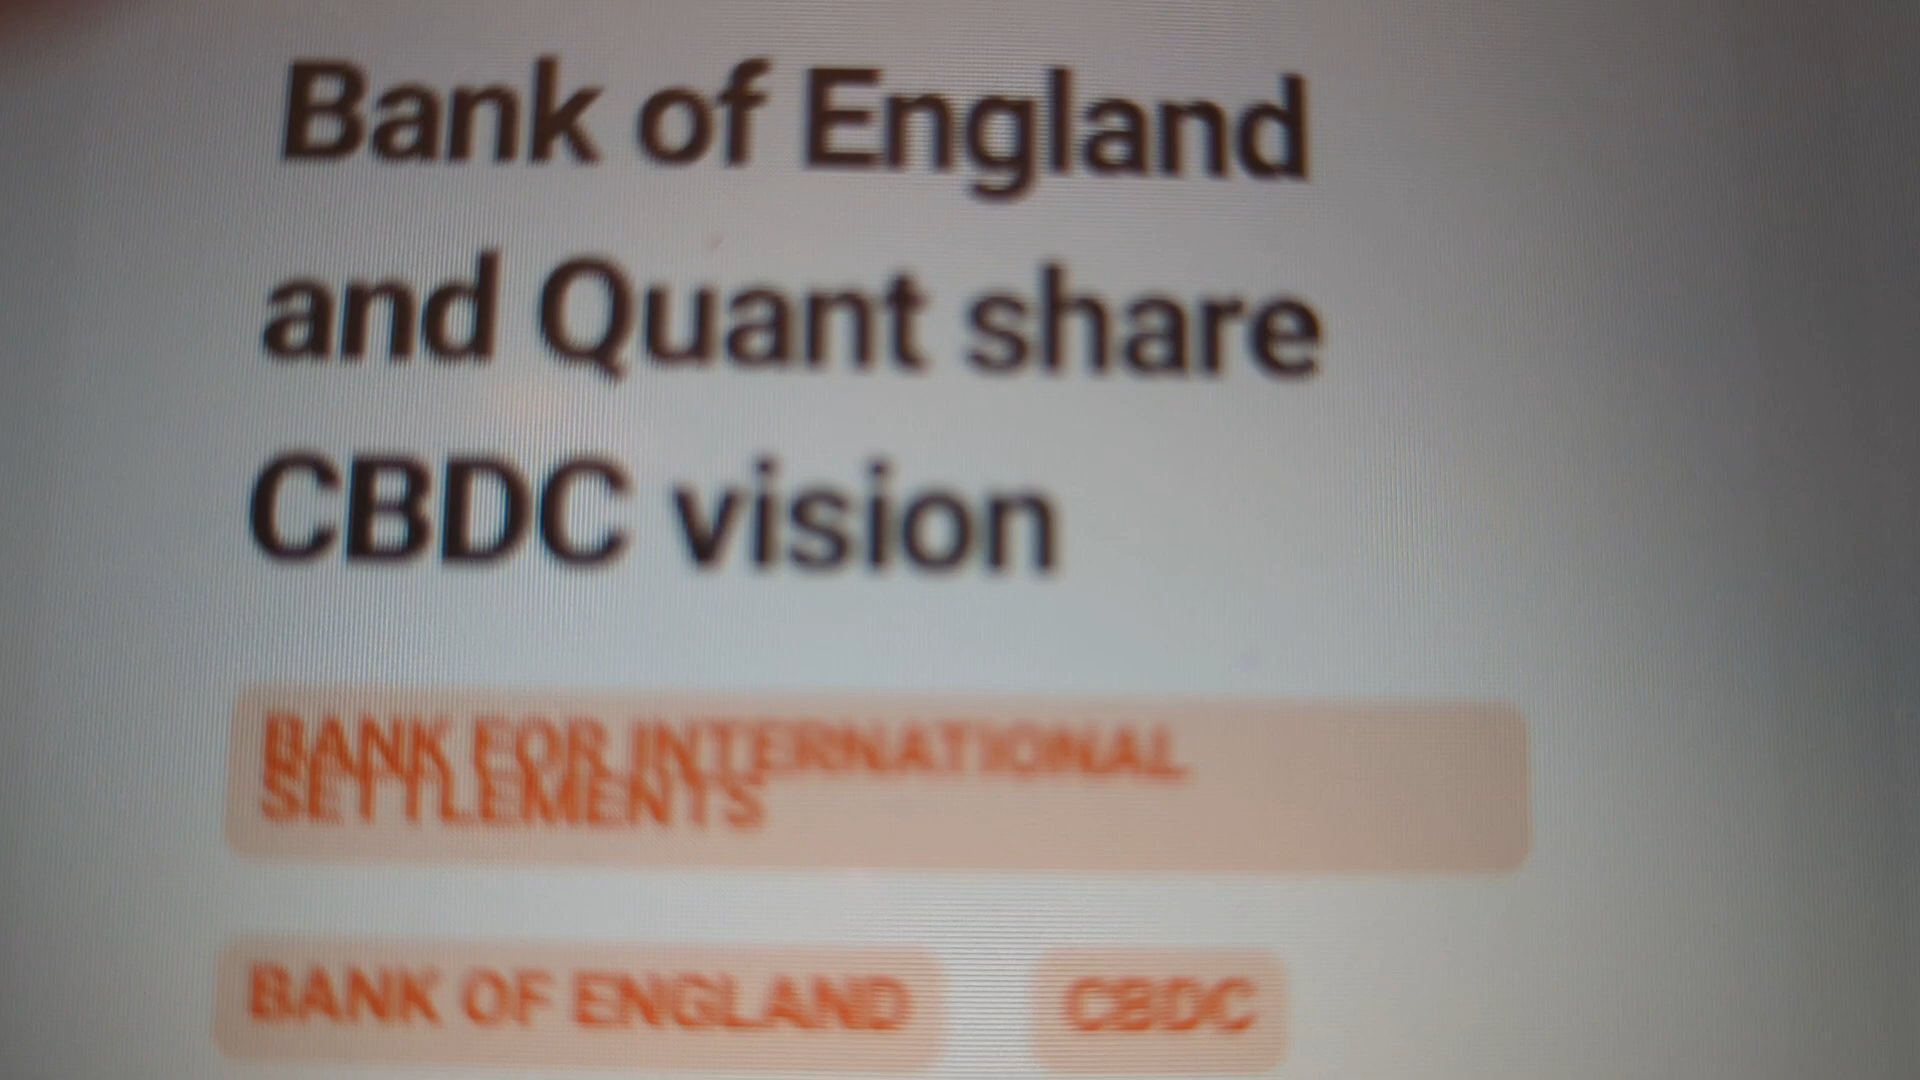 Bank of England
and Quant share
CBDC vision
BANK FOR INTERNATIONAL
SETTLEMENTS
BANK OF ENGLAND CBDC